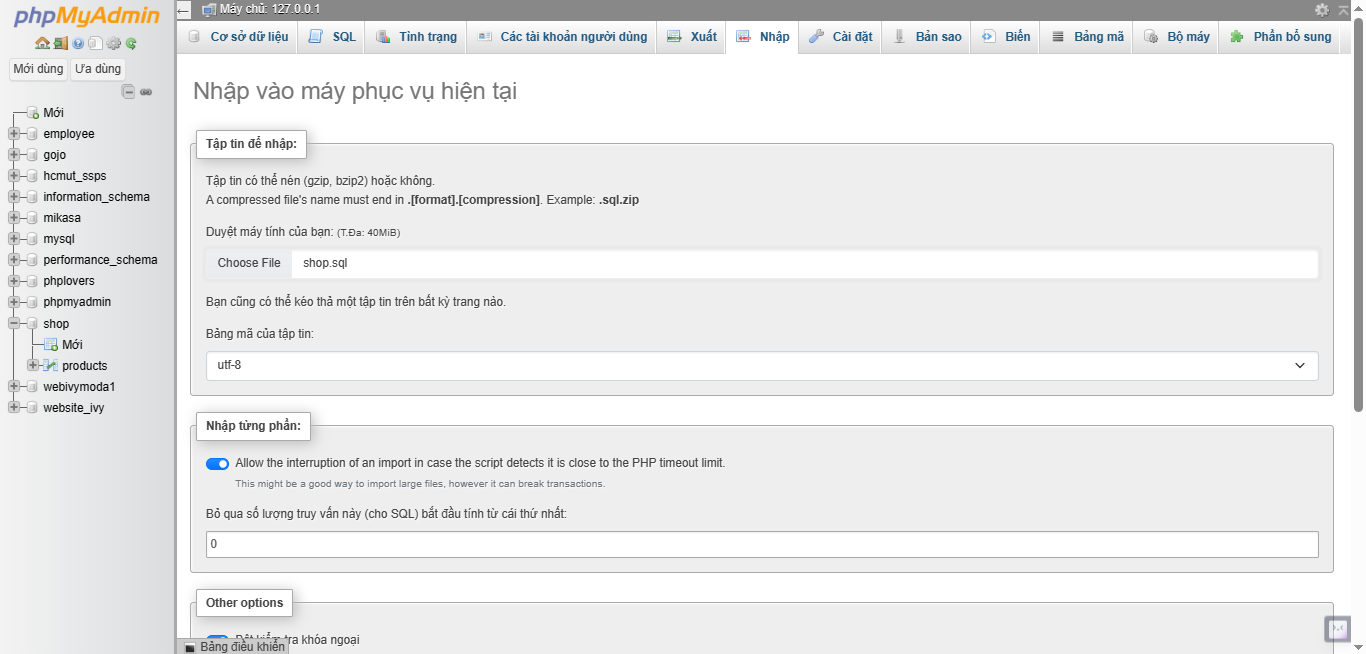 phpMyAdmin
Mới dùng
Ưa dùng
Mới
employee
gojo
hcmut_ssps
information_schema
mikasa
mysql
performance_schema
phplovers
phpmyadmin
shop
Mới
products
webivymoda1
website_ivy
Máy chủ: 127.0.0.1
Cơ sở dữ liệu
SQL
Tình trạng
Các tài khoản người dùng
Xuất
Nhập
Cài đặt
Bản sao
Biến
Bảng mã
Bộ máy
Phần bổ sung
Nhập vào máy phục vụ hiện tại
Tập tin để nhập:
Tập tin có thể nén (gzip, bzip2) hoặc không.
A compressed file's name must end in .[format].[compression]. Example: .sql.zip
Duyệt máy tính của bạn: (T.Đa: 40MiB)
Choose File shop.sql
Bạn cũng có thể kéo thả một tập tin trên bất kỳ trang nào.
Bảng mã của tập tin:
utf-8
Nhập từng phần:
Allow the interruption of an import in case the script detects it is close to the PHP timeout limit.
This might be a good way to import large files, however it can break transactions.
Bỏ qua số lượng truy vấn này (cho SQL) bắt đầu tính từ cái thứ nhất:
0
Other options
Bật kiểm tra khóa ngoại
Bảng điều khiển